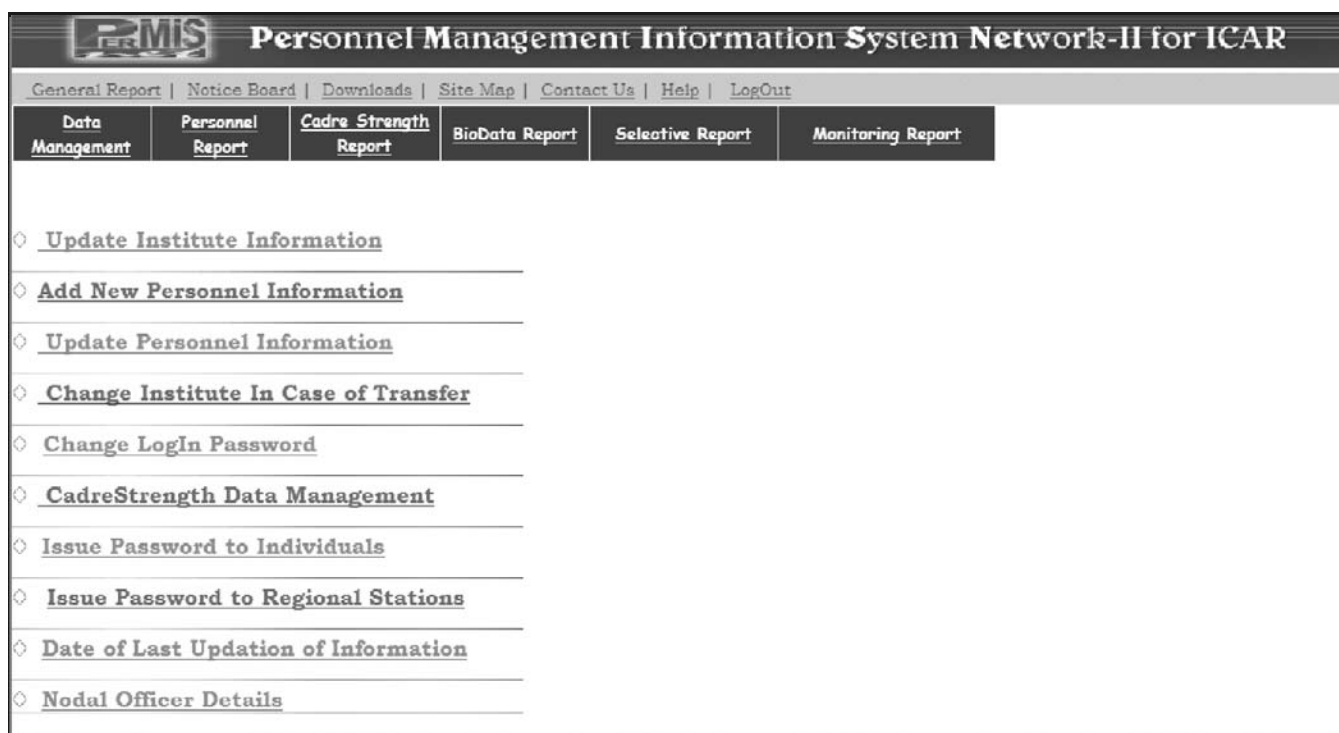 PERMIS Personnel Management Information System Network-II for ICAR
General Report | Notice Board | Downloads | Site Map | Contact Us | Help | LogOut
Data Management
Personnel Report
Cadre Strength Report
BioData Report
Selective Report
Monitoring Report
Update Institute Information
Add New Personnel Information
Update Personnel Information
Change Institute In Case of Transfer
Change LogIn Password
CadreStrength Data Management
Issue Password to Individuals
Issue Password to Regional Stations
Date of Last Updation of Information
Nodal Officer Details